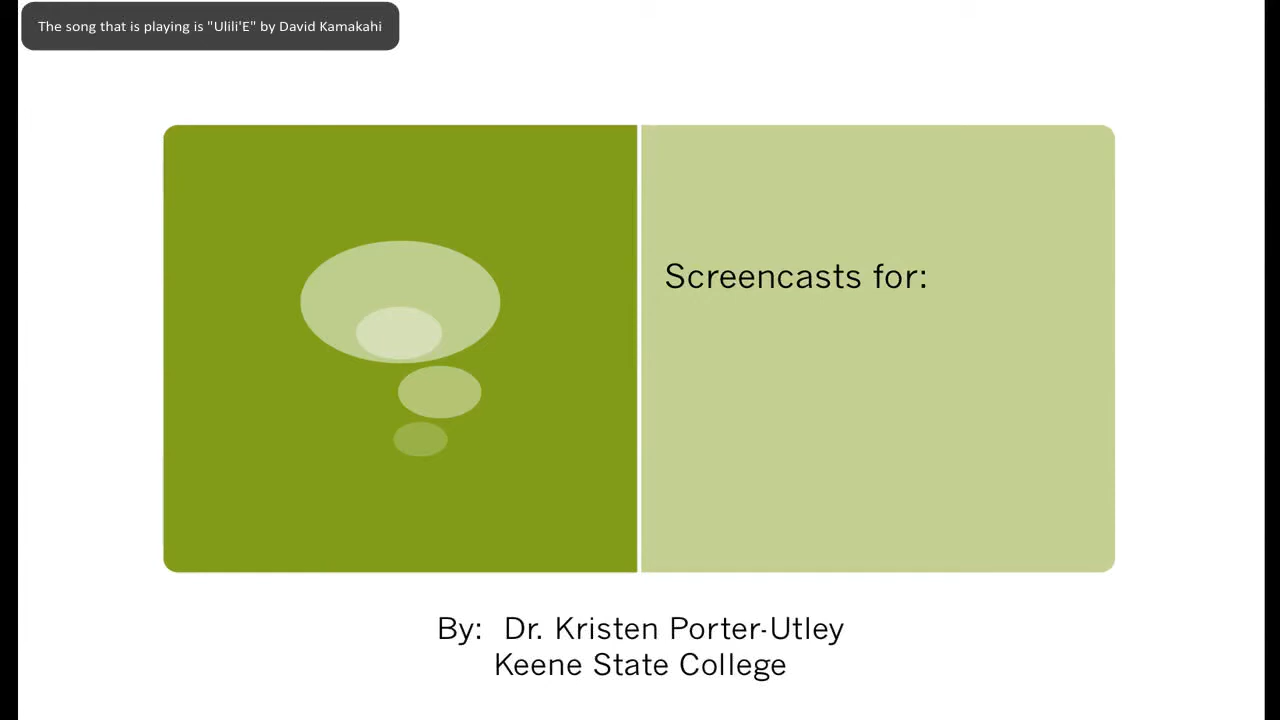 The song that is playing is "Ulili'E" by David Kamakahi
Screencasts for:
By: Dr. Kristen Porter-Utley
Keene State College